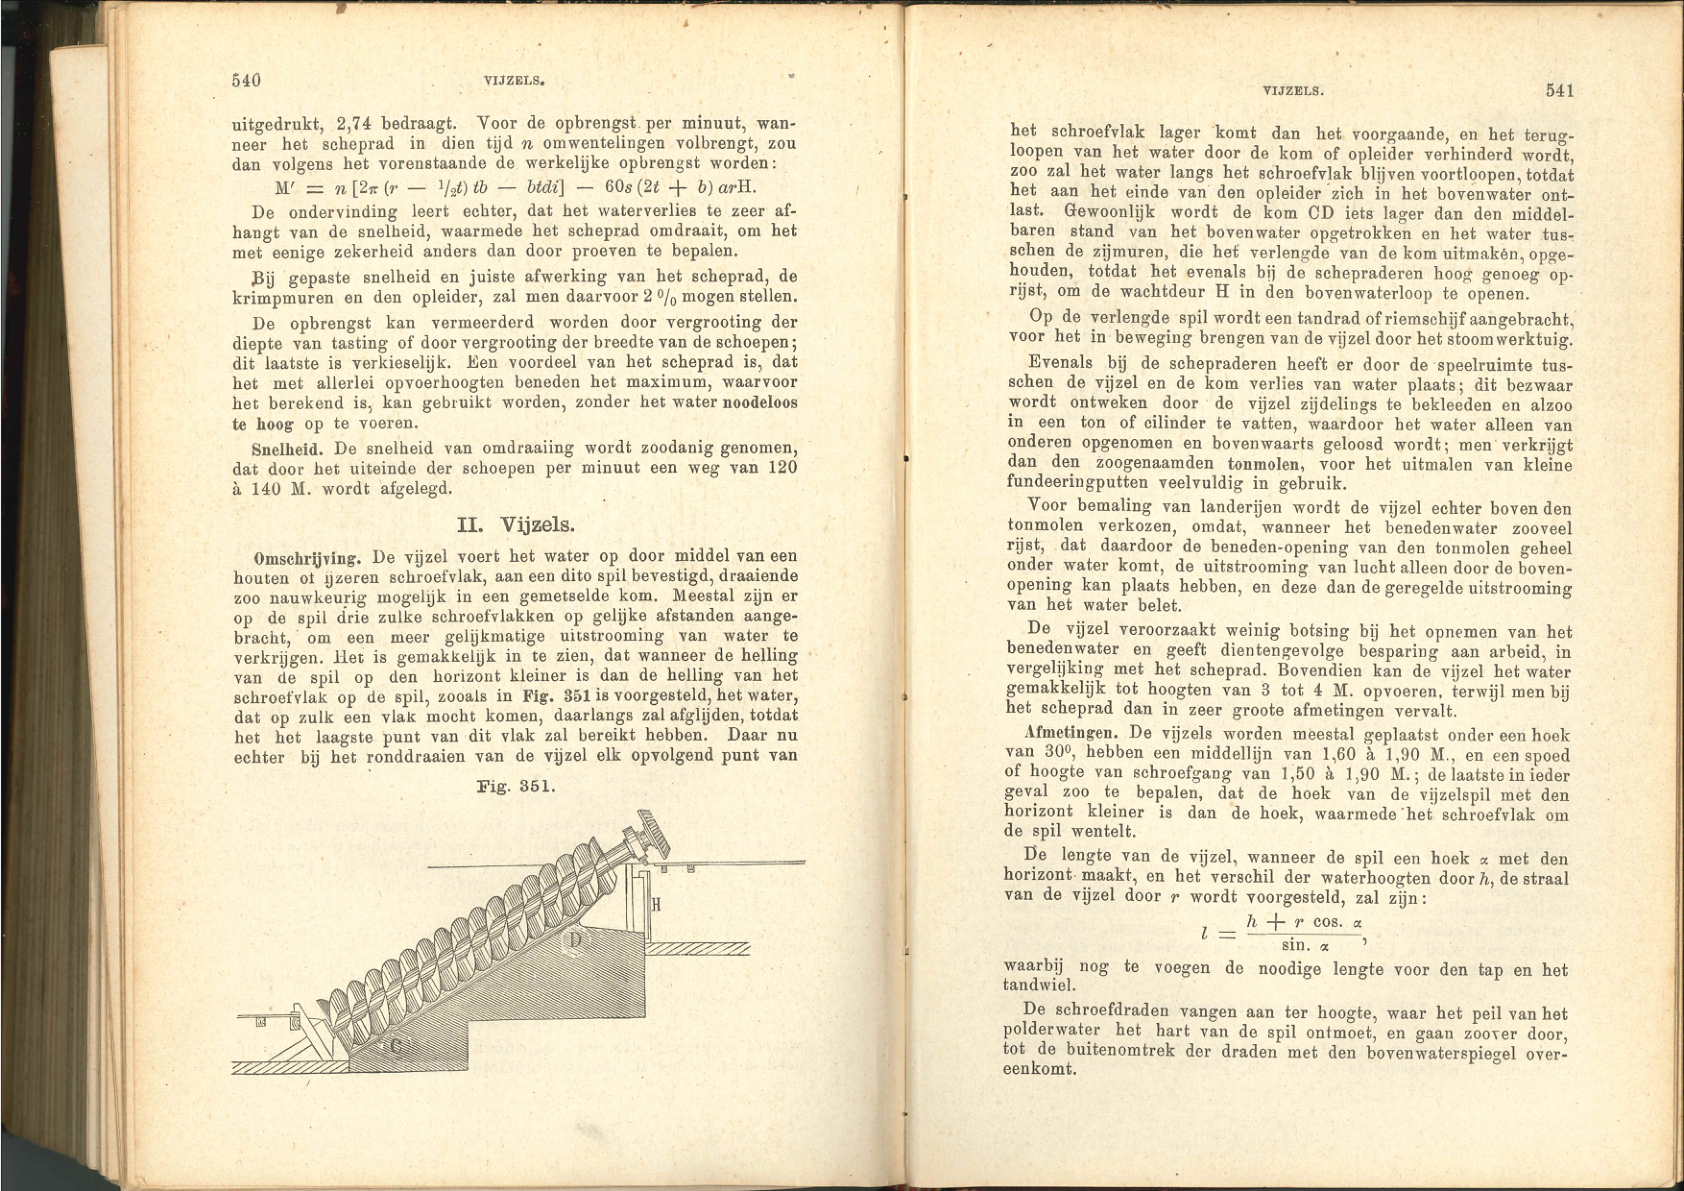 540
VIJZELS.
uitgedrukt, 2,74 bedraagt. Voor de opbrengst per minuut, wan-
neer het scheprad in dien tijd n omwentelingen volbrengt, zou
dan volgens het vorenstaande de werkelijke opbrengst worden:
M′ = n [2π (r — ½t) tb — btdi] — 60s (2t + b) arH.
De ondervinding leert echter, dat het waterverlies te zeer af-
hangt van de snelheid, waarmede het scheprad omdraait, om het
met eenige zekerheid anders dan door proeven te bepalen.
Bij gepaste snelheid en juiste afwerking van het scheprad, de
krimpmuren en den opleider, zal men daarvoor 2 % mogen stellen.
De opbrengst kan vermeerderd worden door vergrooting der
diepte van tasting of door vergrooting der breedte van de schoepen;
dit laatste is verkieselijk. Een voordeel van het scheprad is, dat
het met allerlei opvoerhoogten beneden het maximum, waarvoor
het berekend is, kan gebruikt worden, zonder het water noodeloos
te hoog op te voeren.
Snelheid. De snelheid van omdraaiing wordt zoodanig genomen,
dat door het uiteinde der schoepen per minuut een weg van 120
à 140 M. wordt afgelegd.
II. Vijzels.
Omschrijving. De vijzel voert het water op door middel van een
houten of ijzeren schroefvlak, aan een dito spil bevestigd, draaiende
zoo nauwkeurig mogelijk in een gemetselde kom. Meestal zijn er
op de spil drie zulke schroefvlakken op gelijke afstanden aange-
bracht, om een meer gelijkmatige uitstrooming van water te
verkrijgen. Het is gemakkelijk in te zien, dat wanneer de helling
van de spil op den horizont kleiner is dan de helling van het
schroefvlak op de spil, zooals in Fig. 351 is voorgesteld, het water,
dat op zulk een vlak mocht komen, daarlangs zal afglijden, totdat
het het laagste punt van dit vlak zal bereikt hebben. Daar nu
echter bij het ronddraaien van de vijzel elk opvolgend punt van
Fig. 351.
H
D
C
VIJZELS.
541
het schroefvlak lager komt dan het voorgaande, en het terug-
loopen van het water door de kom of opleider verhinderd wordt,
zoo zal het water langs het schroefvlak blijven voortloopen, totdat
het aan het einde van den opleider zich in het bovenwater ont-
last. Gewoonlijk wordt de kom CD iets lager dan den middel-
baren stand van het bovenwater opgetrokken en het water tus-
schen de zijmuren, die het verlengde van de kom uitmaken, opge-
houden, totdat het evenals bij de schepraderen hoog genoeg op-
rijst, om de wachtdeur H in den bovenwaterloop te openen.
Op de verlengde spil wordt een tandrad of riemschijf aangebracht,
voor het in beweging brengen van de vijzel door het stoomwerktuig.
Evenals bij de schepraderen heeft er door de speelruimte tus-
schen de vijzel en de kom verlies van water plaats; dit bezwaar
wordt ontweken door de vijzel zijdelings te bekleeden en alzoo
in een ton of cilinder te vatten, waardoor het water alleen van
onderen opgenomen en bovenwaarts geloosd wordt; men verkrijgt
dan den zoogenaamden tonmolen, voor het uitmalen van kleine
fundeeringputten veelvuldig in gebruik.
Voor bemaling van landerijen wordt de vijzel echter boven den
tonmolen verkozen, omdat, wanneer het benedenwater zooveel
rijst, dat daardoor de beneden-opening van den tonmolen geheel
onder water komt, de uitstrooming van lucht alleen door de boven-
opening kan plaats hebben, en deze dan de geregelde uitstrooming
van het water belet.
De vijzel veroorzaakt weinig botsing bij het opnemen van het
benedenwater en geeft dientengevolge besparing aan arbeid, in
vergelijking met het scheprad. Bovendien kan de vijzel het water
gemakkelijk tot hoogten van 3 tot 4 M. opvoeren, terwijl men bij
het scheprad dan in zeer groote afmetingen vervalt.
Afmetingen. De vijzels worden meestal geplaatst onder een hoek
van 30⁰, hebben een middellijn van 1,60 à 1,90 M., en een spoed
of hoogte van schroefgang van 1,50 à 1,90 M.; de laatste in ieder
geval zoo te bepalen, dat de hoek van de vijzelspil met den
horizont kleiner is dan de hoek, waarmede het schroefvlak om
de spil wentelt.
De lengte van de vijzel, wanneer de spil een hoek α met den
horizont maakt, en het verschil der waterhoogten door h, de straal
van de vijzel door r wordt voorgesteld, zal zijn:
l = (h + r cos. α) / sin. α,
waarbij nog te voegen de noodige lengte voor den tap en het
tandwiel.
De schroefdraden vangen aan ter hoogte, waar het peil van het
polderwater het hart van de spil ontmoet, en gaan zoover door,
tot de buitenomtrek der draden met den bovenwaterspiegel over-
eenkomt.